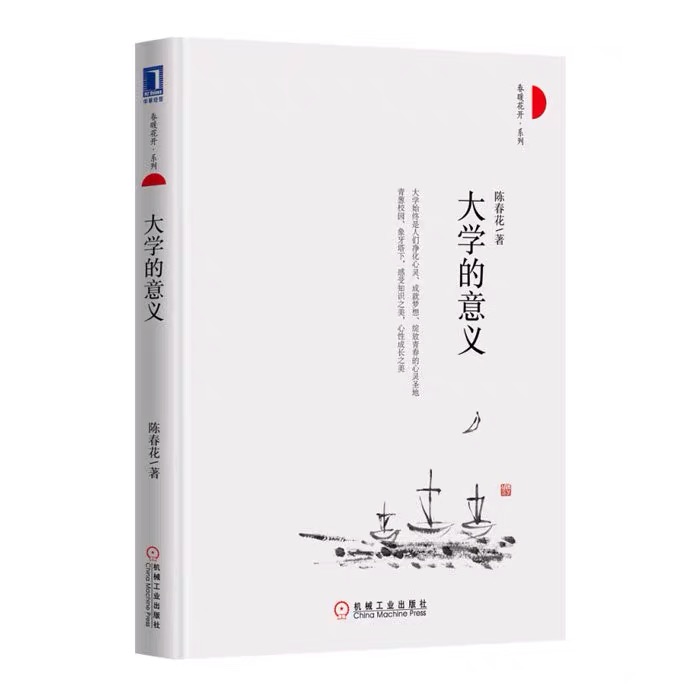 华章经管
春暖花开·系列
大学的意义
陈春花\著
机械工业出版社
China Machine Press
春暖花开·系列
陈春花\著
大学的意义
大学始终是人们净化心灵、成就梦想、绽放青春的心灵圣地
青葱校园、象牙塔下，感受知识之美，心性成长之美
机械工业出版社
China Machine Press